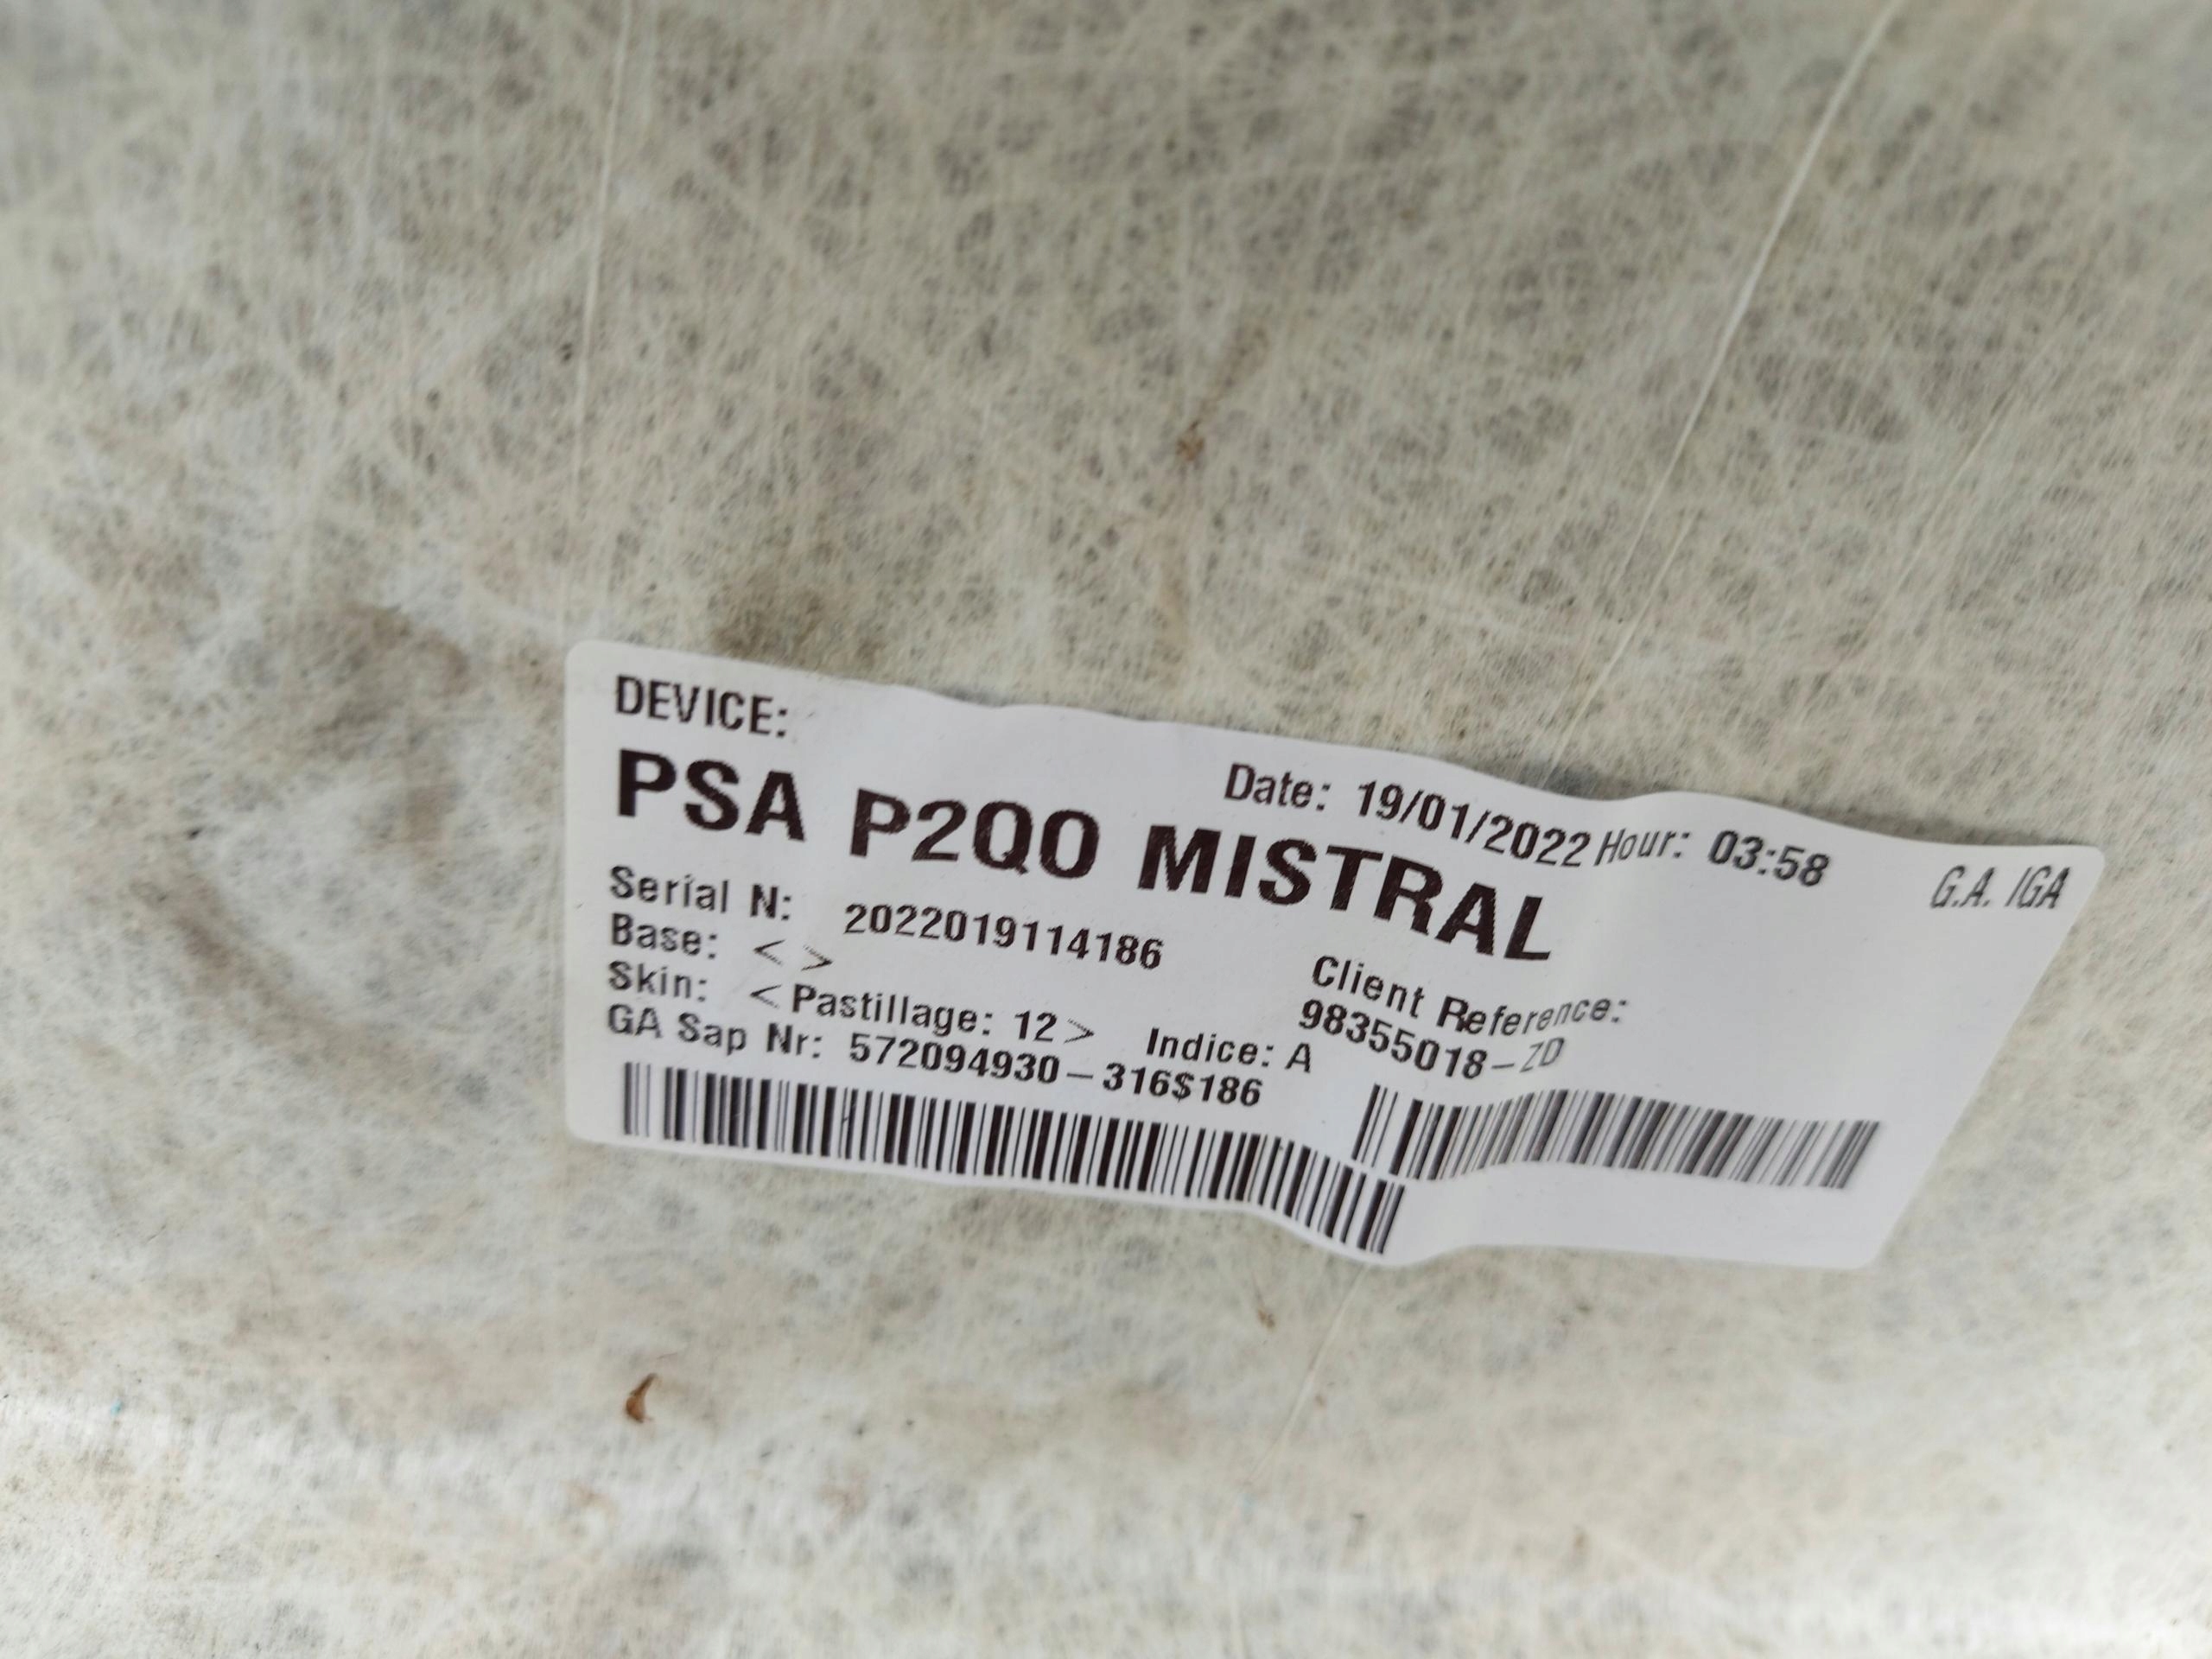 DEVICE:
Date: 19/01/2022 Hour: 03:58
G.A. IGA
PSA P2QO MISTRAL
Serial N: 2022019114186
Base: < >
Skin: < Pastillage: 12 > Indice: A
GA Sap Nr: 572094930-316$186
Client Reference:
98355018-ZD